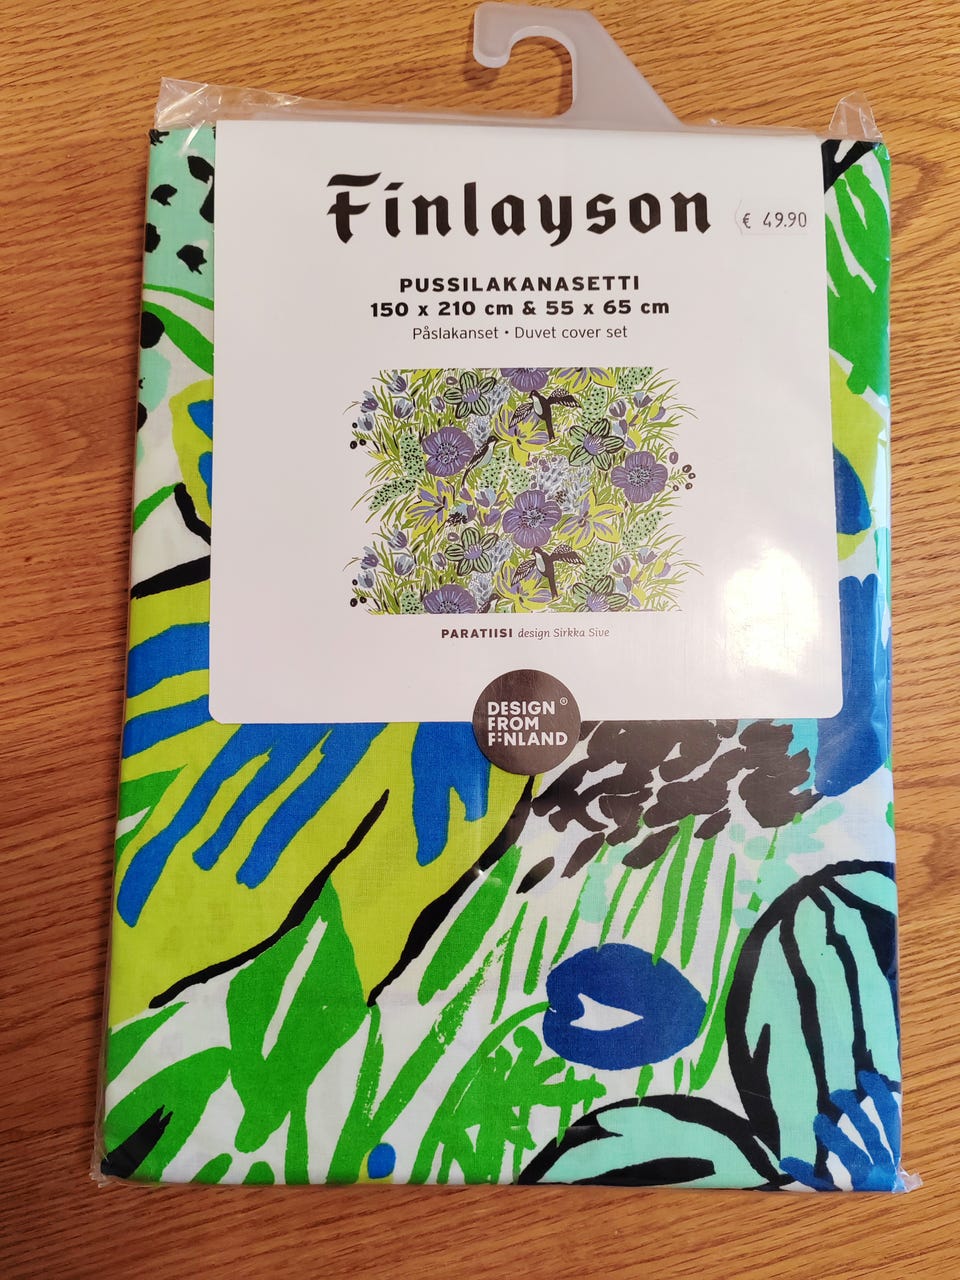 Finlayson
€ 49.90
PUSSILAKANASETTI
150 x 210 cm & 55 x 65 cm
Påslakanset • Duvet cover set
PARATIISI design Sirkka Sive
DESIGN ®
FROM
FINLAND